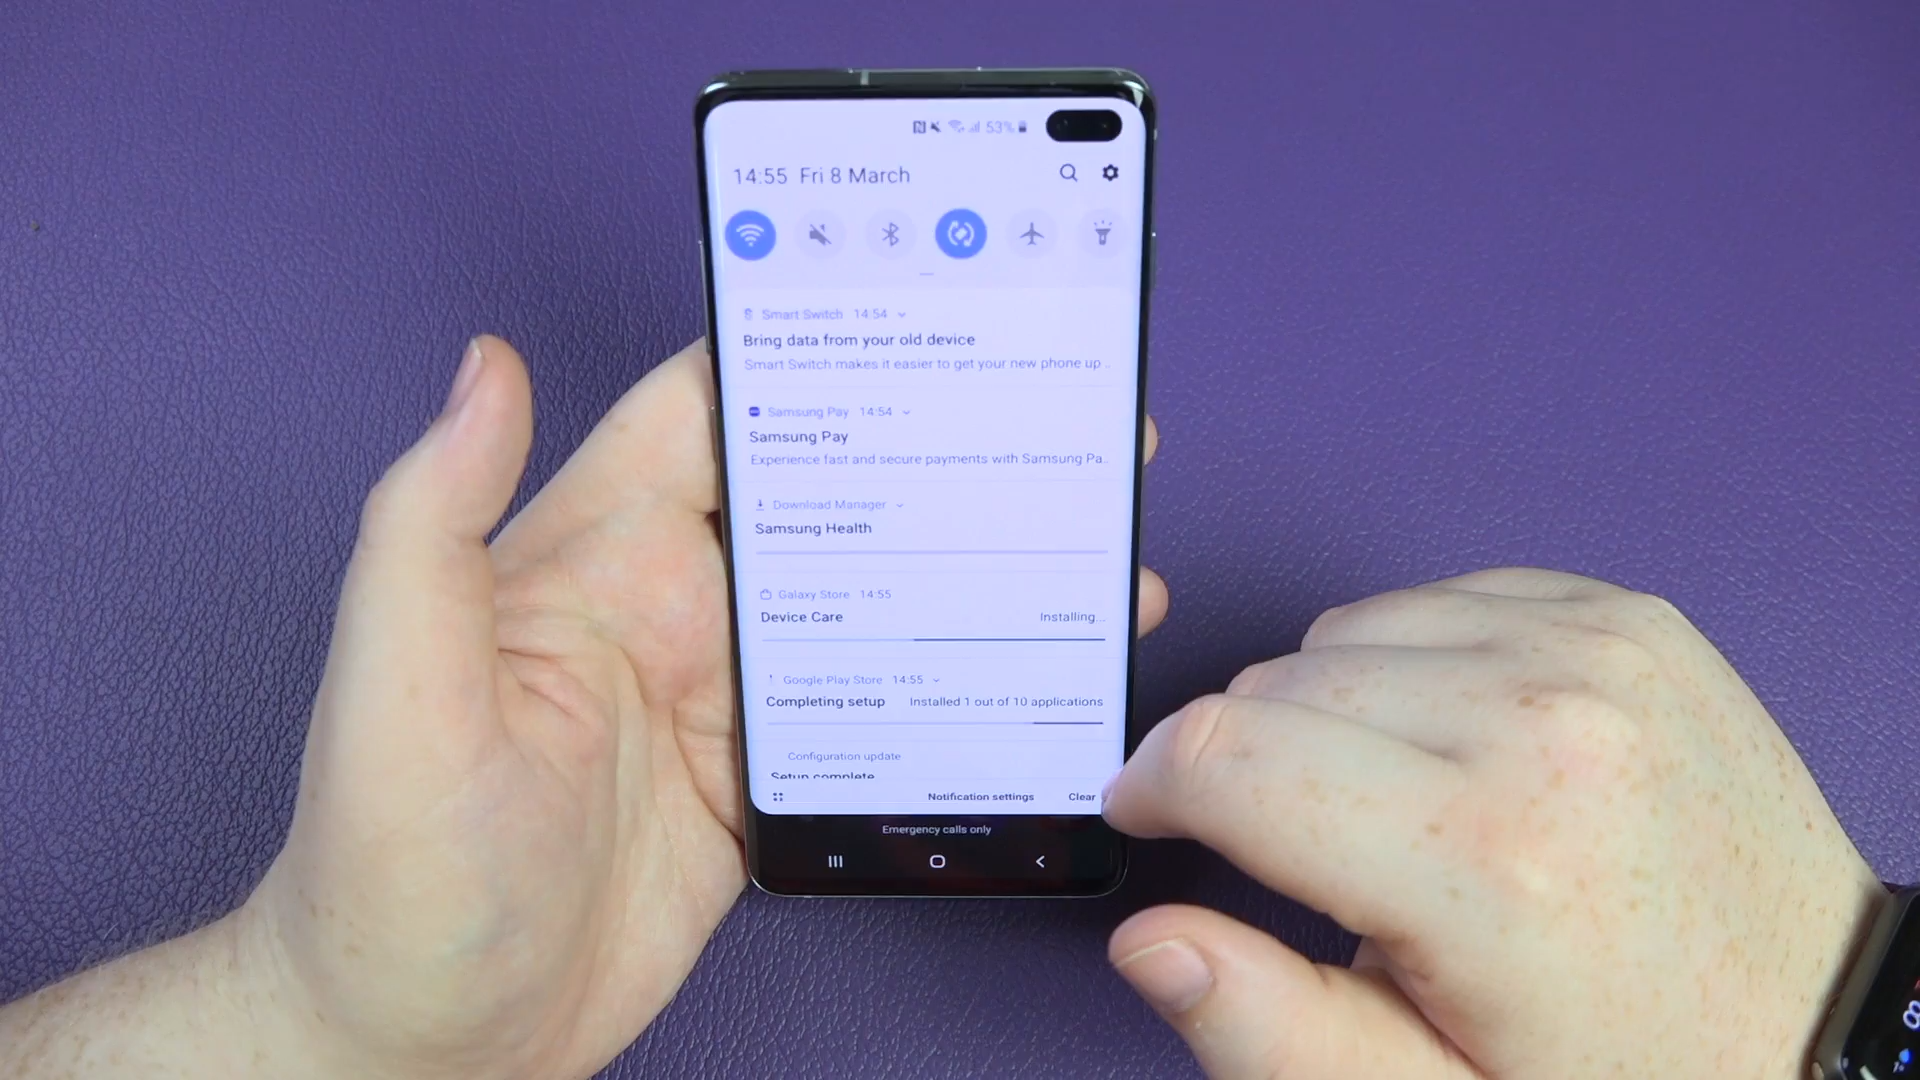 53%
14:55 Fri 8 March
Smart Switch 14:54
Bring data from your old device
Smart Switch makes it easier to get your new phone up ..
Samsung Pay 14:54
Samsung Pay
Experience fast and secure payments with Samsung Pa..
Download Manager
Samsung Health
Galaxy Store 14:55
Device Care Installing...
Google Play Store 14:55
Completing setup Installed 1 out of 10 applications
Configuration update
Setup complete
Notification settings Clear
Emergency calls only